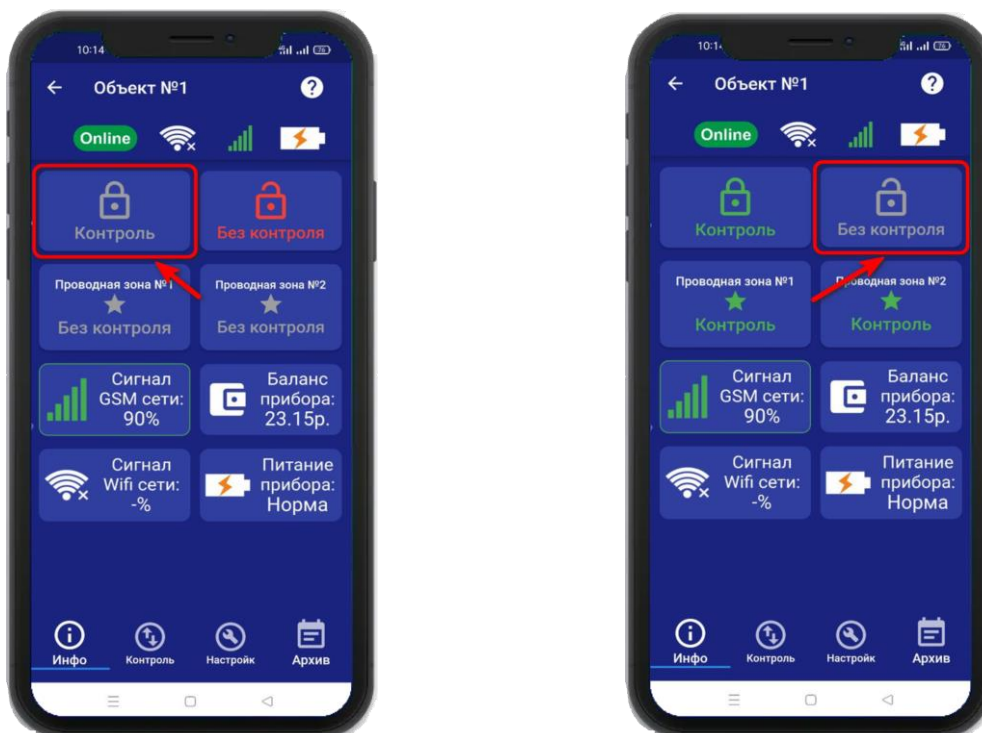 10:14
76
Объект №1
?
Online
Контроль
Без контроля
Проводная зона №1
Проводная зона №2
Без контроля
Без контроля
Сигнал
GSM сети:
90%
Баланс
прибора:
23.15р.
Сигнал
Wifi сети:
-%
Питание
прибора:
Норма
Инфо
Контроль
Настройк
Архив
Объект №1
?
Online
Контроль
Без контроля
Проводная зона №1
Проводная зона №2
Контроль
Контроль
Сигнал
GSM сети:
90%
Баланс
прибора:
23.15р.
Сигнал
Wifi сети:
-%
Питание
прибора:
Норма
Инфо
Контроль
Настройк
Архив